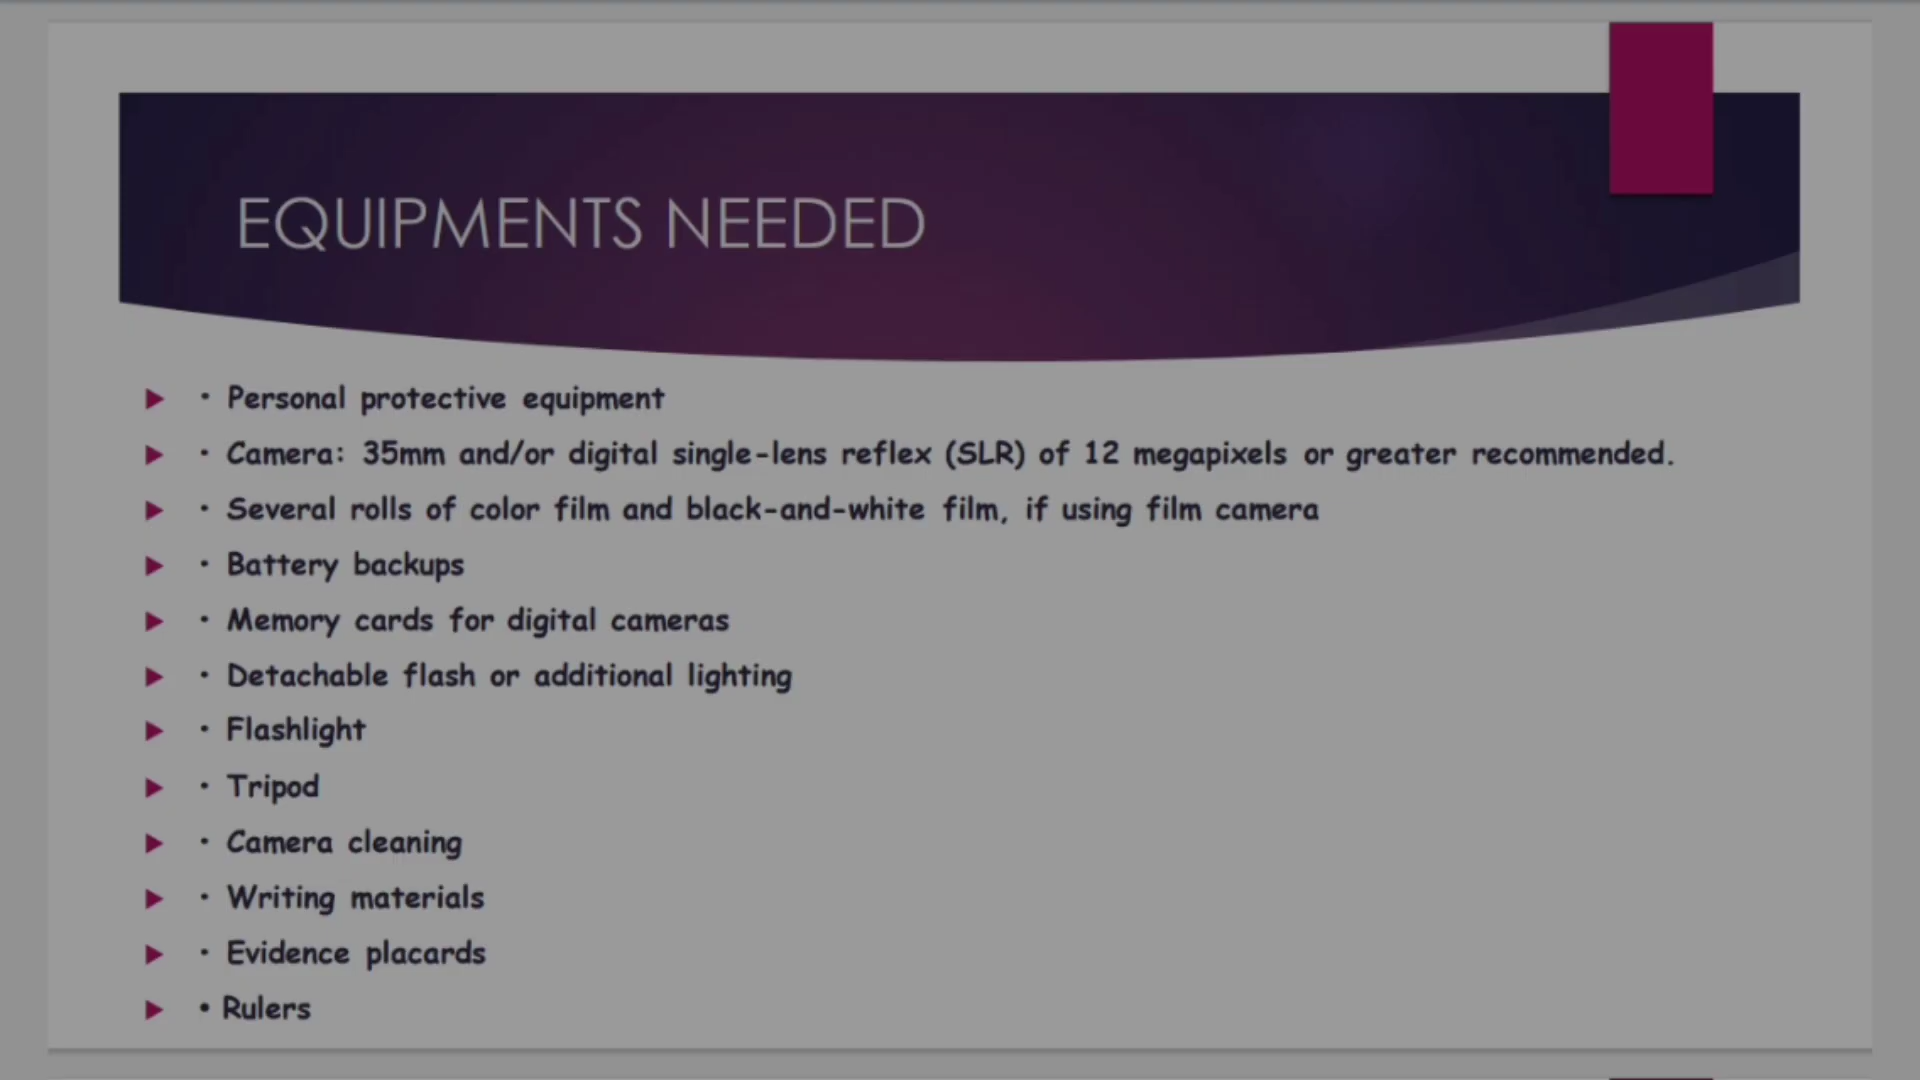 EQUIPMENTS NEEDED
• Personal protective equipment
• Camera: 35mm and/or digital single-lens reflex (SLR) of 12 megapixels or greater recommended.
• Several rolls of color film and black-and-white film, if using film camera
• Battery backups
• Memory cards for digital cameras
• Detachable flash or additional lighting
• Flashlight
• Tripod
• Camera cleaning
• Writing materials
• Evidence placards
• Rulers